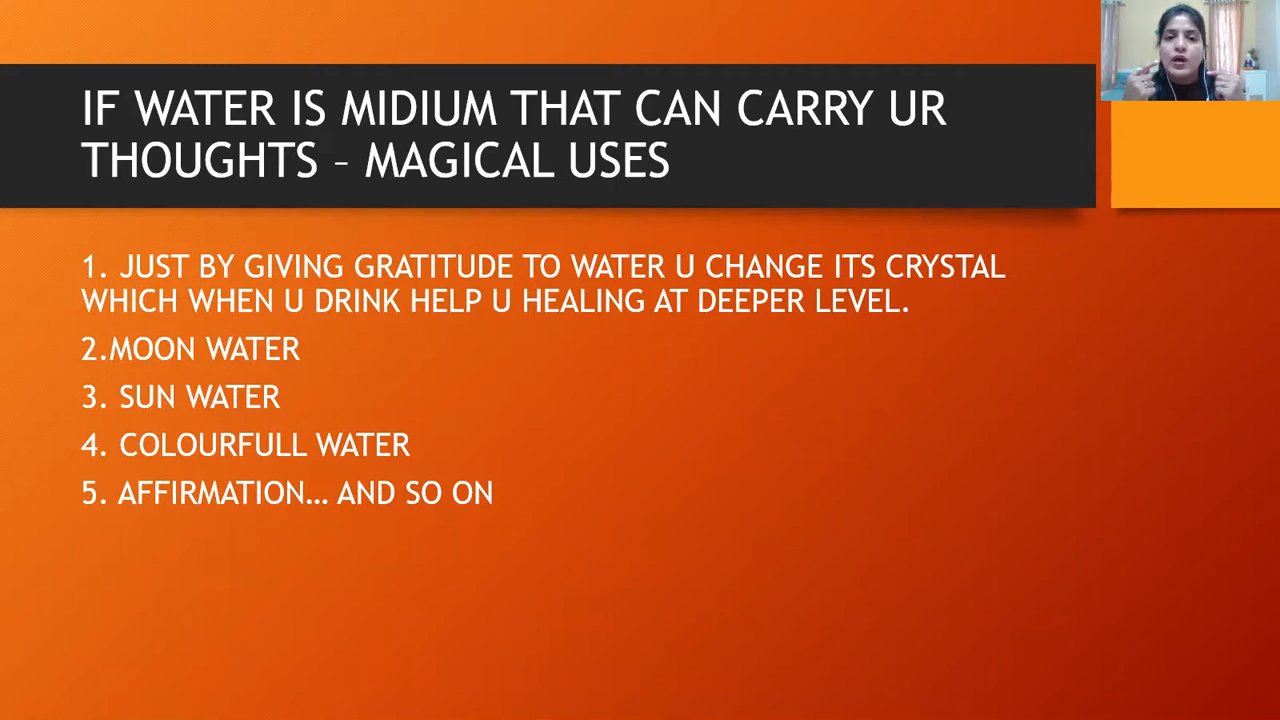 IF WATER IS MIDIUM THAT CAN CARRY UR
THOUGHTS – MAGICAL USES
1. JUST BY GIVING GRATITUDE TO WATER U CHANGE ITS CRYSTAL
WHICH WHEN U DRINK HELP U HEALING AT DEEPER LEVEL.
2.MOON WATER
3. SUN WATER
4. COLOURFULL WATER
5. AFFIRMATION… AND SO ON